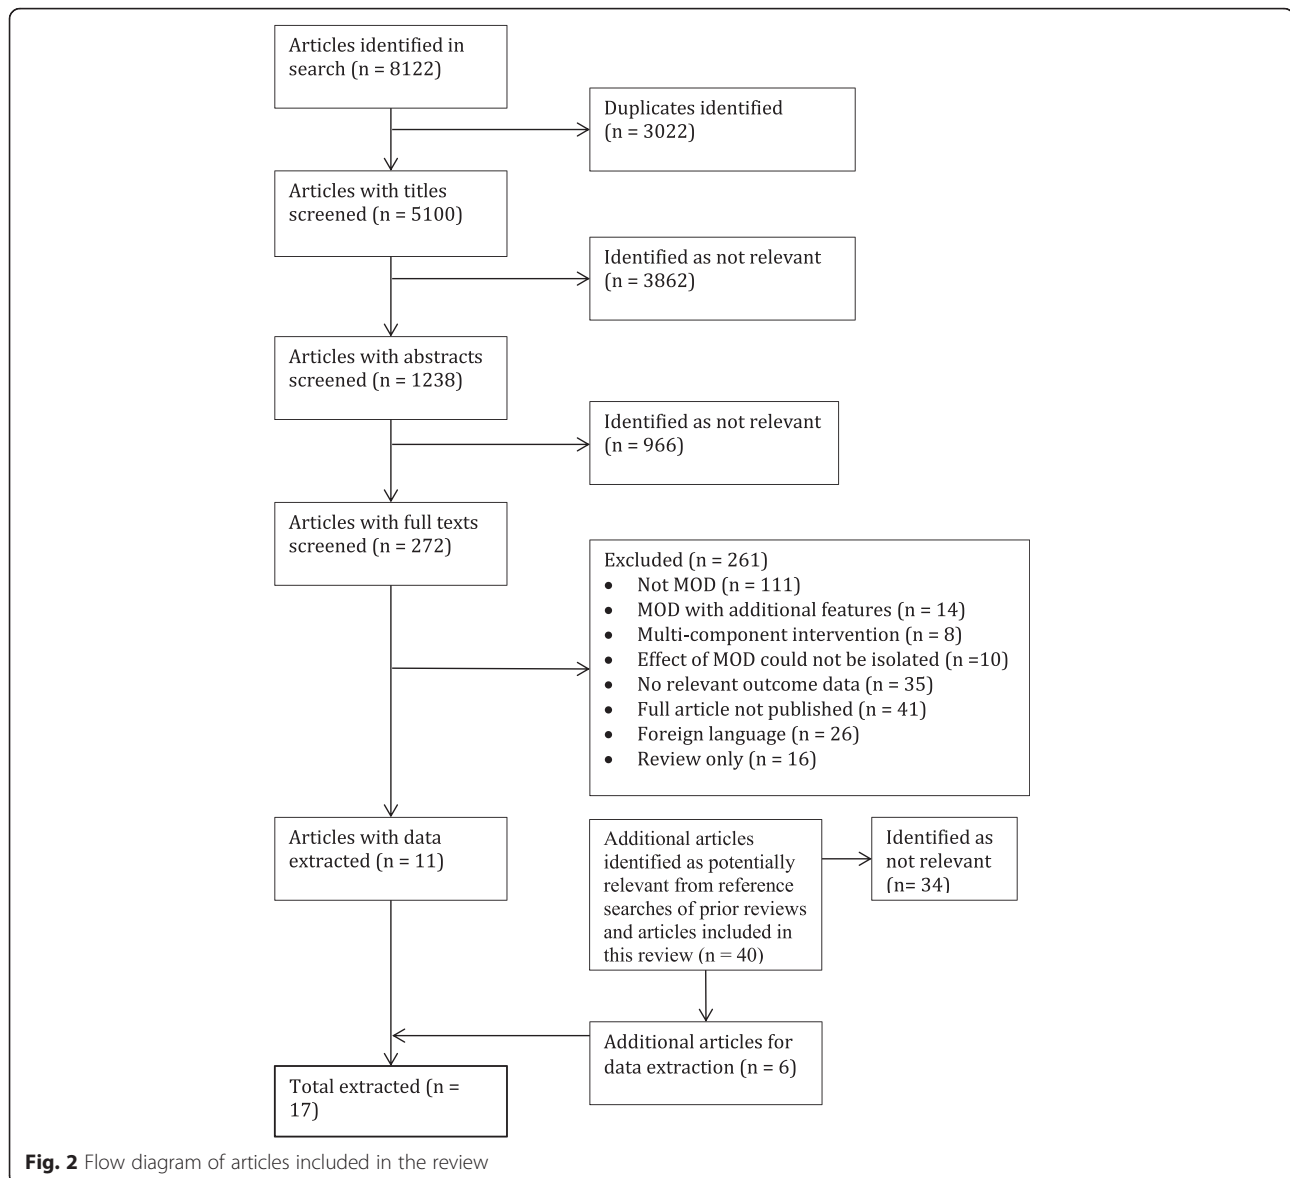 Articles identified in
search (n = 8122)
Duplicates identified
(n = 3022)
Articles with titles
screened (n = 5100)
Identified as not relevant
(n = 3862)
Articles with abstracts
screened (n = 1238)
Identified as not relevant
(n = 966)
Articles with full texts
screened (n = 272)
Excluded (n = 261)
• Not MOD (n = 111)
• MOD with additional features (n = 14)
• Multi-component intervention (n = 8)
• Effect of MOD could not be isolated (n =10)
• No relevant outcome data (n = 35)
• Full article not published (n = 41)
• Foreign language (n = 26)
• Review only (n = 16)
Articles with data
extracted (n = 11)
Additional articles
identified as potentially
relevant from reference
searches of prior reviews
and articles included in
this review (n = 40)
Identified as
not relevant
(n= 34)
Additional articles for
data extraction (n = 6)
Total extracted (n =
17)
Fig. 2 Flow diagram of articles included in the review